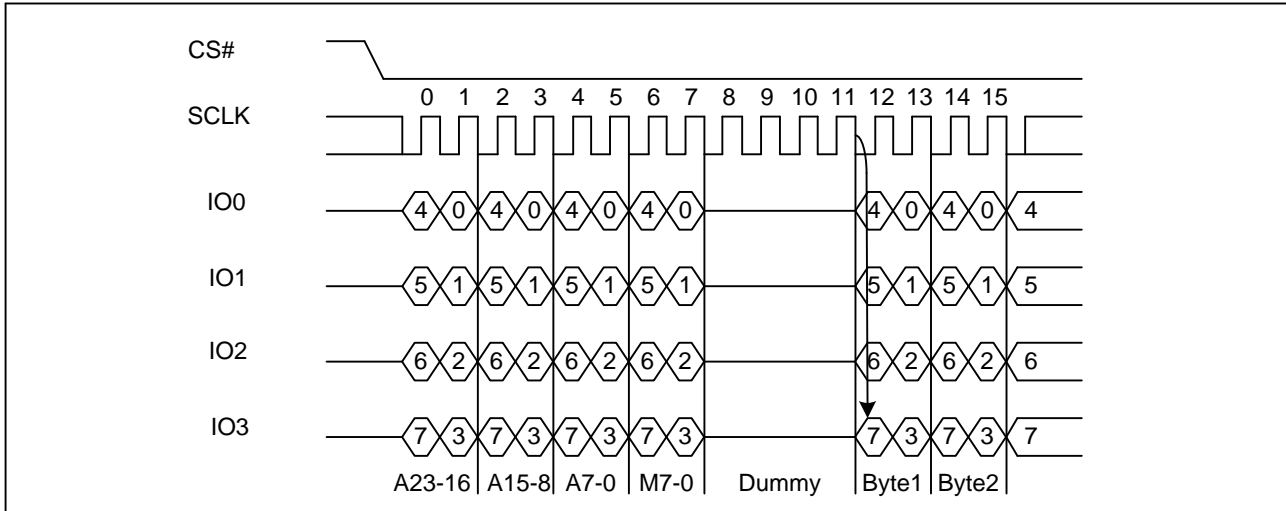 CS#
0 1 2 3 4 5 6 7 8 9 10 11 12 13 14 15
SCLK
IO0 4 0 4 0 4 0 4 0 4 0 4 0 4
IO1 5 1 5 1 5 1 5 1 5 1 5 1 5
IO2 6 2 6 2 6 2 6 2 6 2 6 2 6
IO3 7 3 7 3 7 3 7 3 7 3 7 3 7
A23-16 A15-8 A7-0 M7-0 Dummy Byte1 Byte2